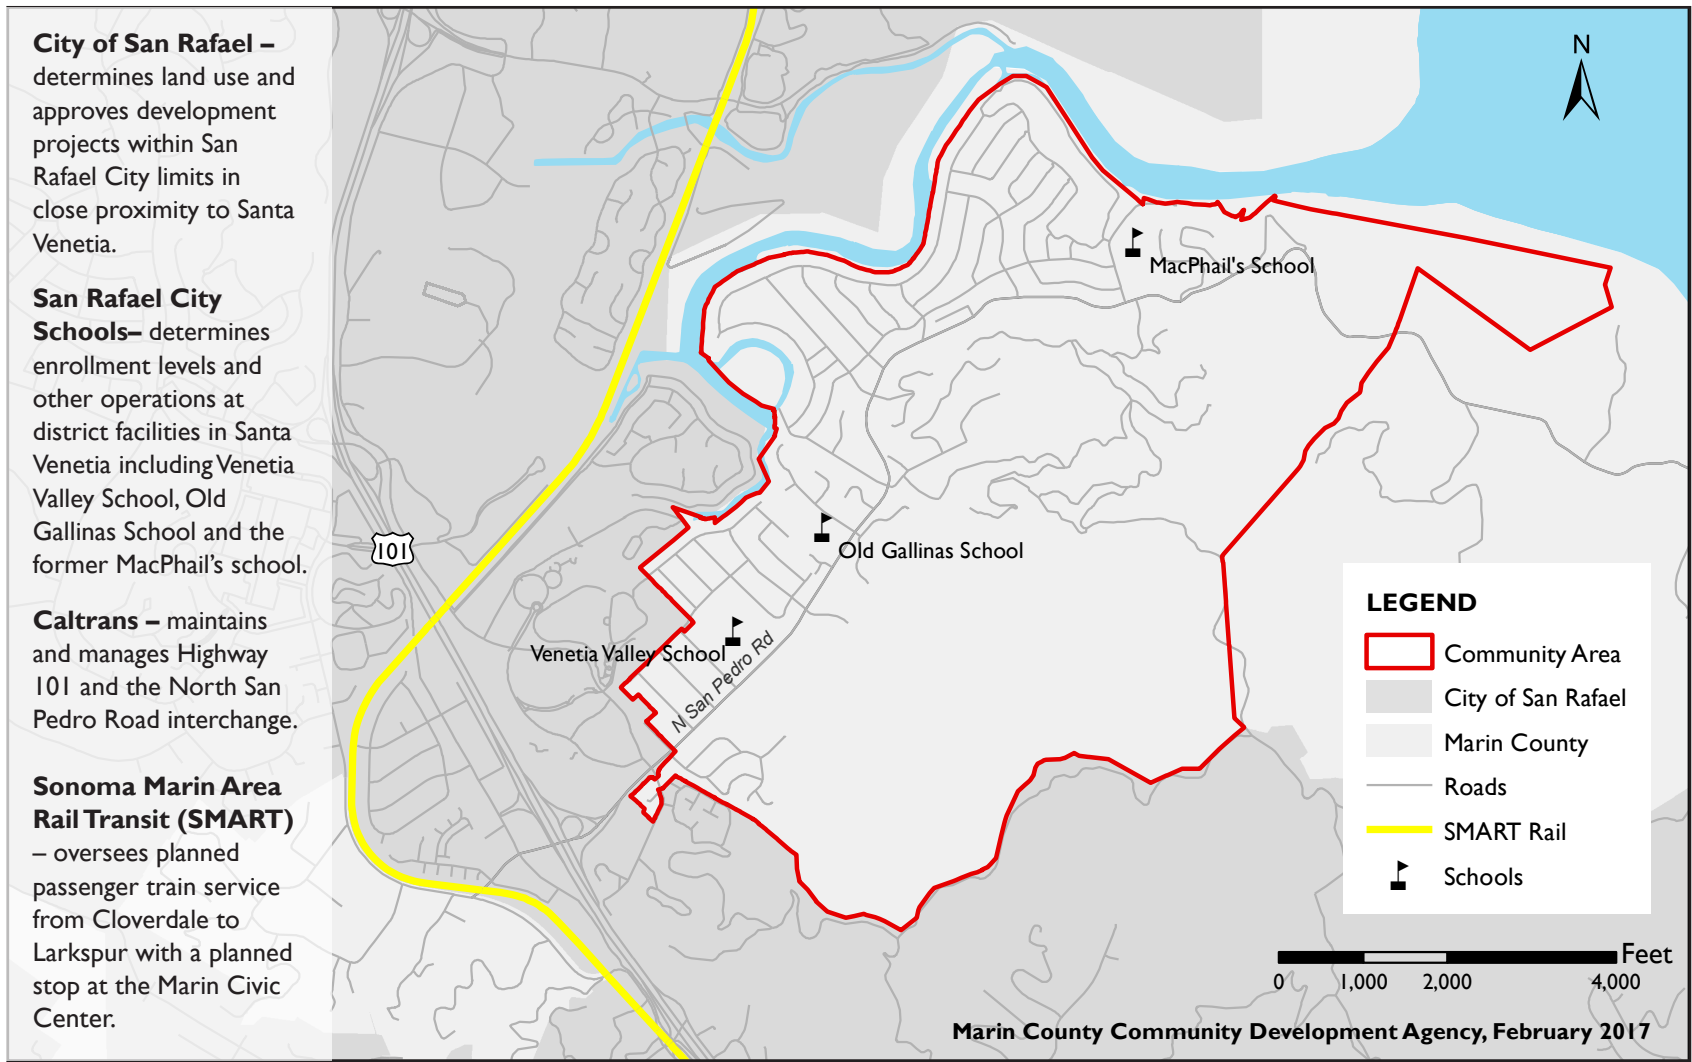 City of San Rafael –
determines land use and
approves development
projects within San
Rafael City limits in
close proximity to Santa
Venetia.
San Rafael City
Schools– determines
enrollment levels and
other operations at
district facilities in Santa
Venetia including Venetia
Valley School, Old
Gallinas School and the
former MacPhail's school.
Caltrans – maintains
and manages Highway
101 and the North San
Pedro Road interchange.
Sonoma Marin Area
Rail Transit (SMART)
– oversees planned
passenger train service
from Cloverdale to
Larkspur with a planned
stop at the Marin Civic
Center.
N
MacPhail's School
101
Old Gallinas School
Venetia Valley School
N San Pedro Rd
LEGEND
Community Area
City of San Rafael
Marin County
Roads
SMART Rail
Schools
Feet
0 1,000 2,000 4,000
Marin County Community Development Agency, February 2017